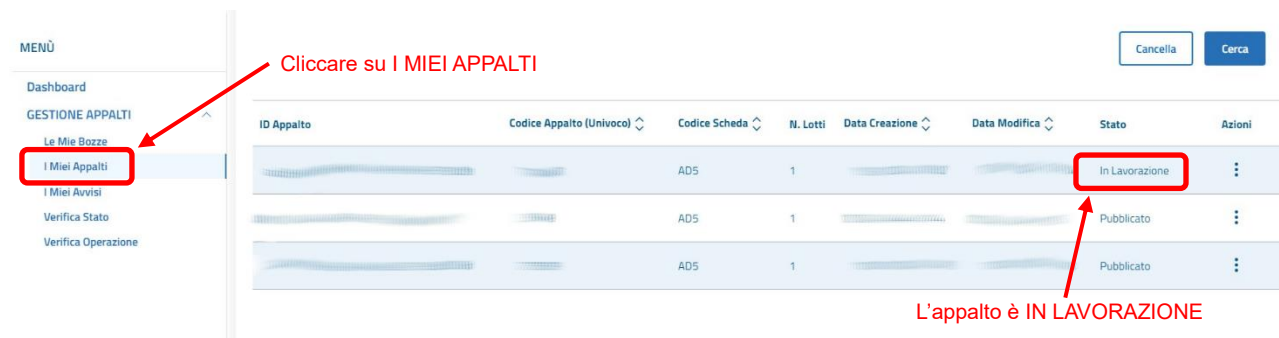 MENÙ
Dashboard
GESTIONE APPALTI
Le Mie Bozze
I Miei Appalti
I Miei Avvisi
Verifica Stato
Verifica Operazione
Cliccare su I MIEI APPALTI
Cancella Cerca
ID Appalto Codice Appalto (Univoco) Codice Scheda N. Lotti Data Creazione Data Modifica Stato Azioni
AD5 1 In Lavorazione
AD5 1 Pubblicato
AD5 1 Pubblicato
L'appalto è IN LAVORAZIONE